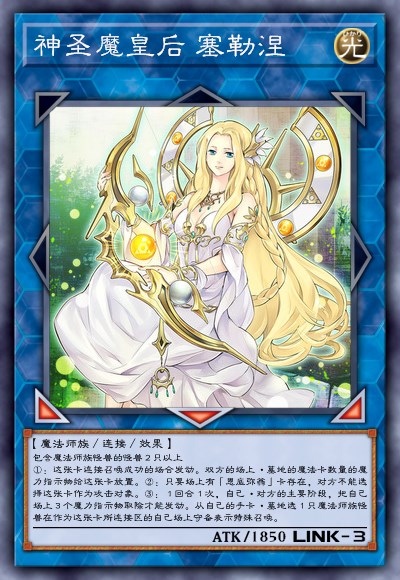 神圣魔皇后 塞勒涅
ひかり
光
【魔法师族／连接／效果】
包含魔法师族怪兽的怪兽２只以上
①：这张卡连接召唤成功的场合发动。双方的场上・墓地的魔法卡数量的魔
力指示物给这张卡放置。②：只要场上有「恩底弥翁」卡存在，对方不能选
择这张卡作为攻击对象。③：１回合１次，自己・对方的主要阶段，把自己
场上３个魔力指示物取除才能发动。从自己的手卡・墓地选１只魔法师族怪
兽在作为这张卡所连接区的自己场上守备表示特殊召唤。
ATK/1850 LINK-3